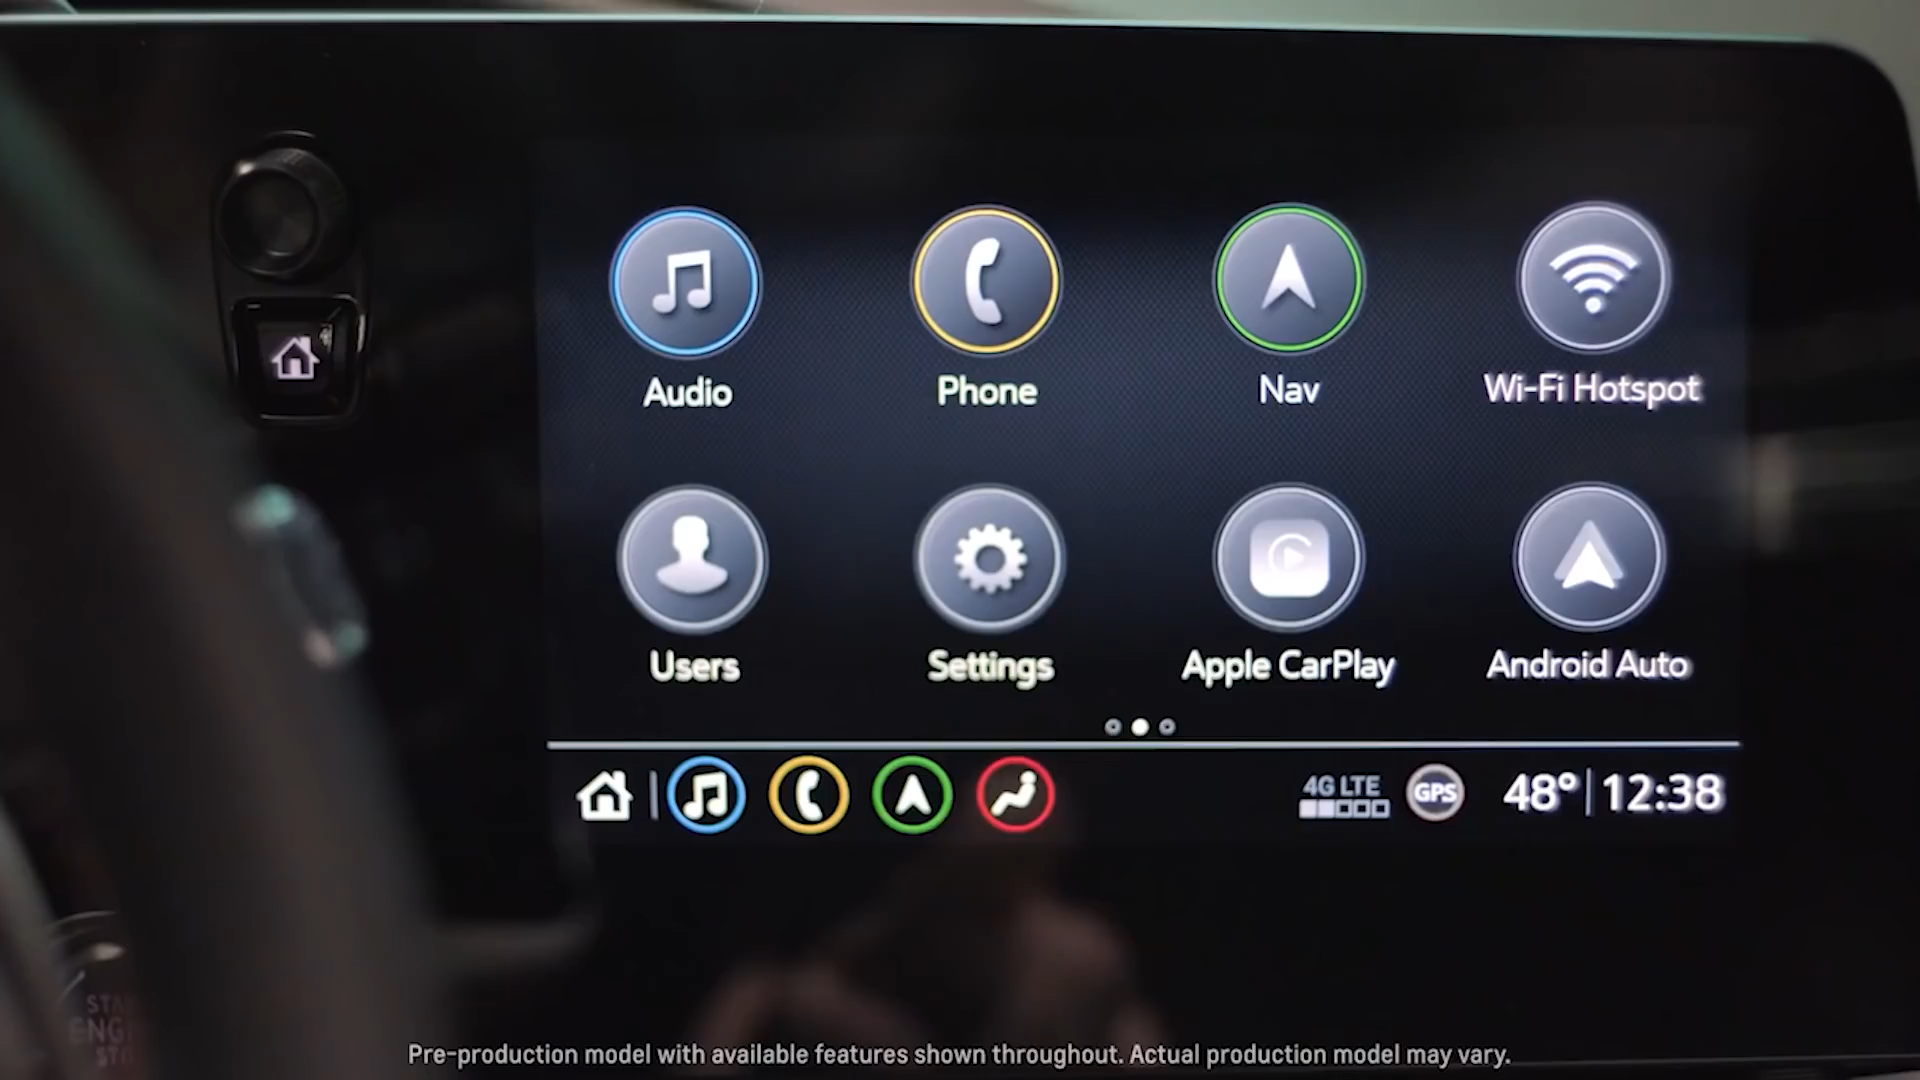 Audio
Phone
Nav
Wi-Fi Hotspot
Users
Settings
Apple CarPlay
Android Auto
4G LTE
GPS
48° 12:38
Pre-production model with available features shown throughout. Actual production model may vary.